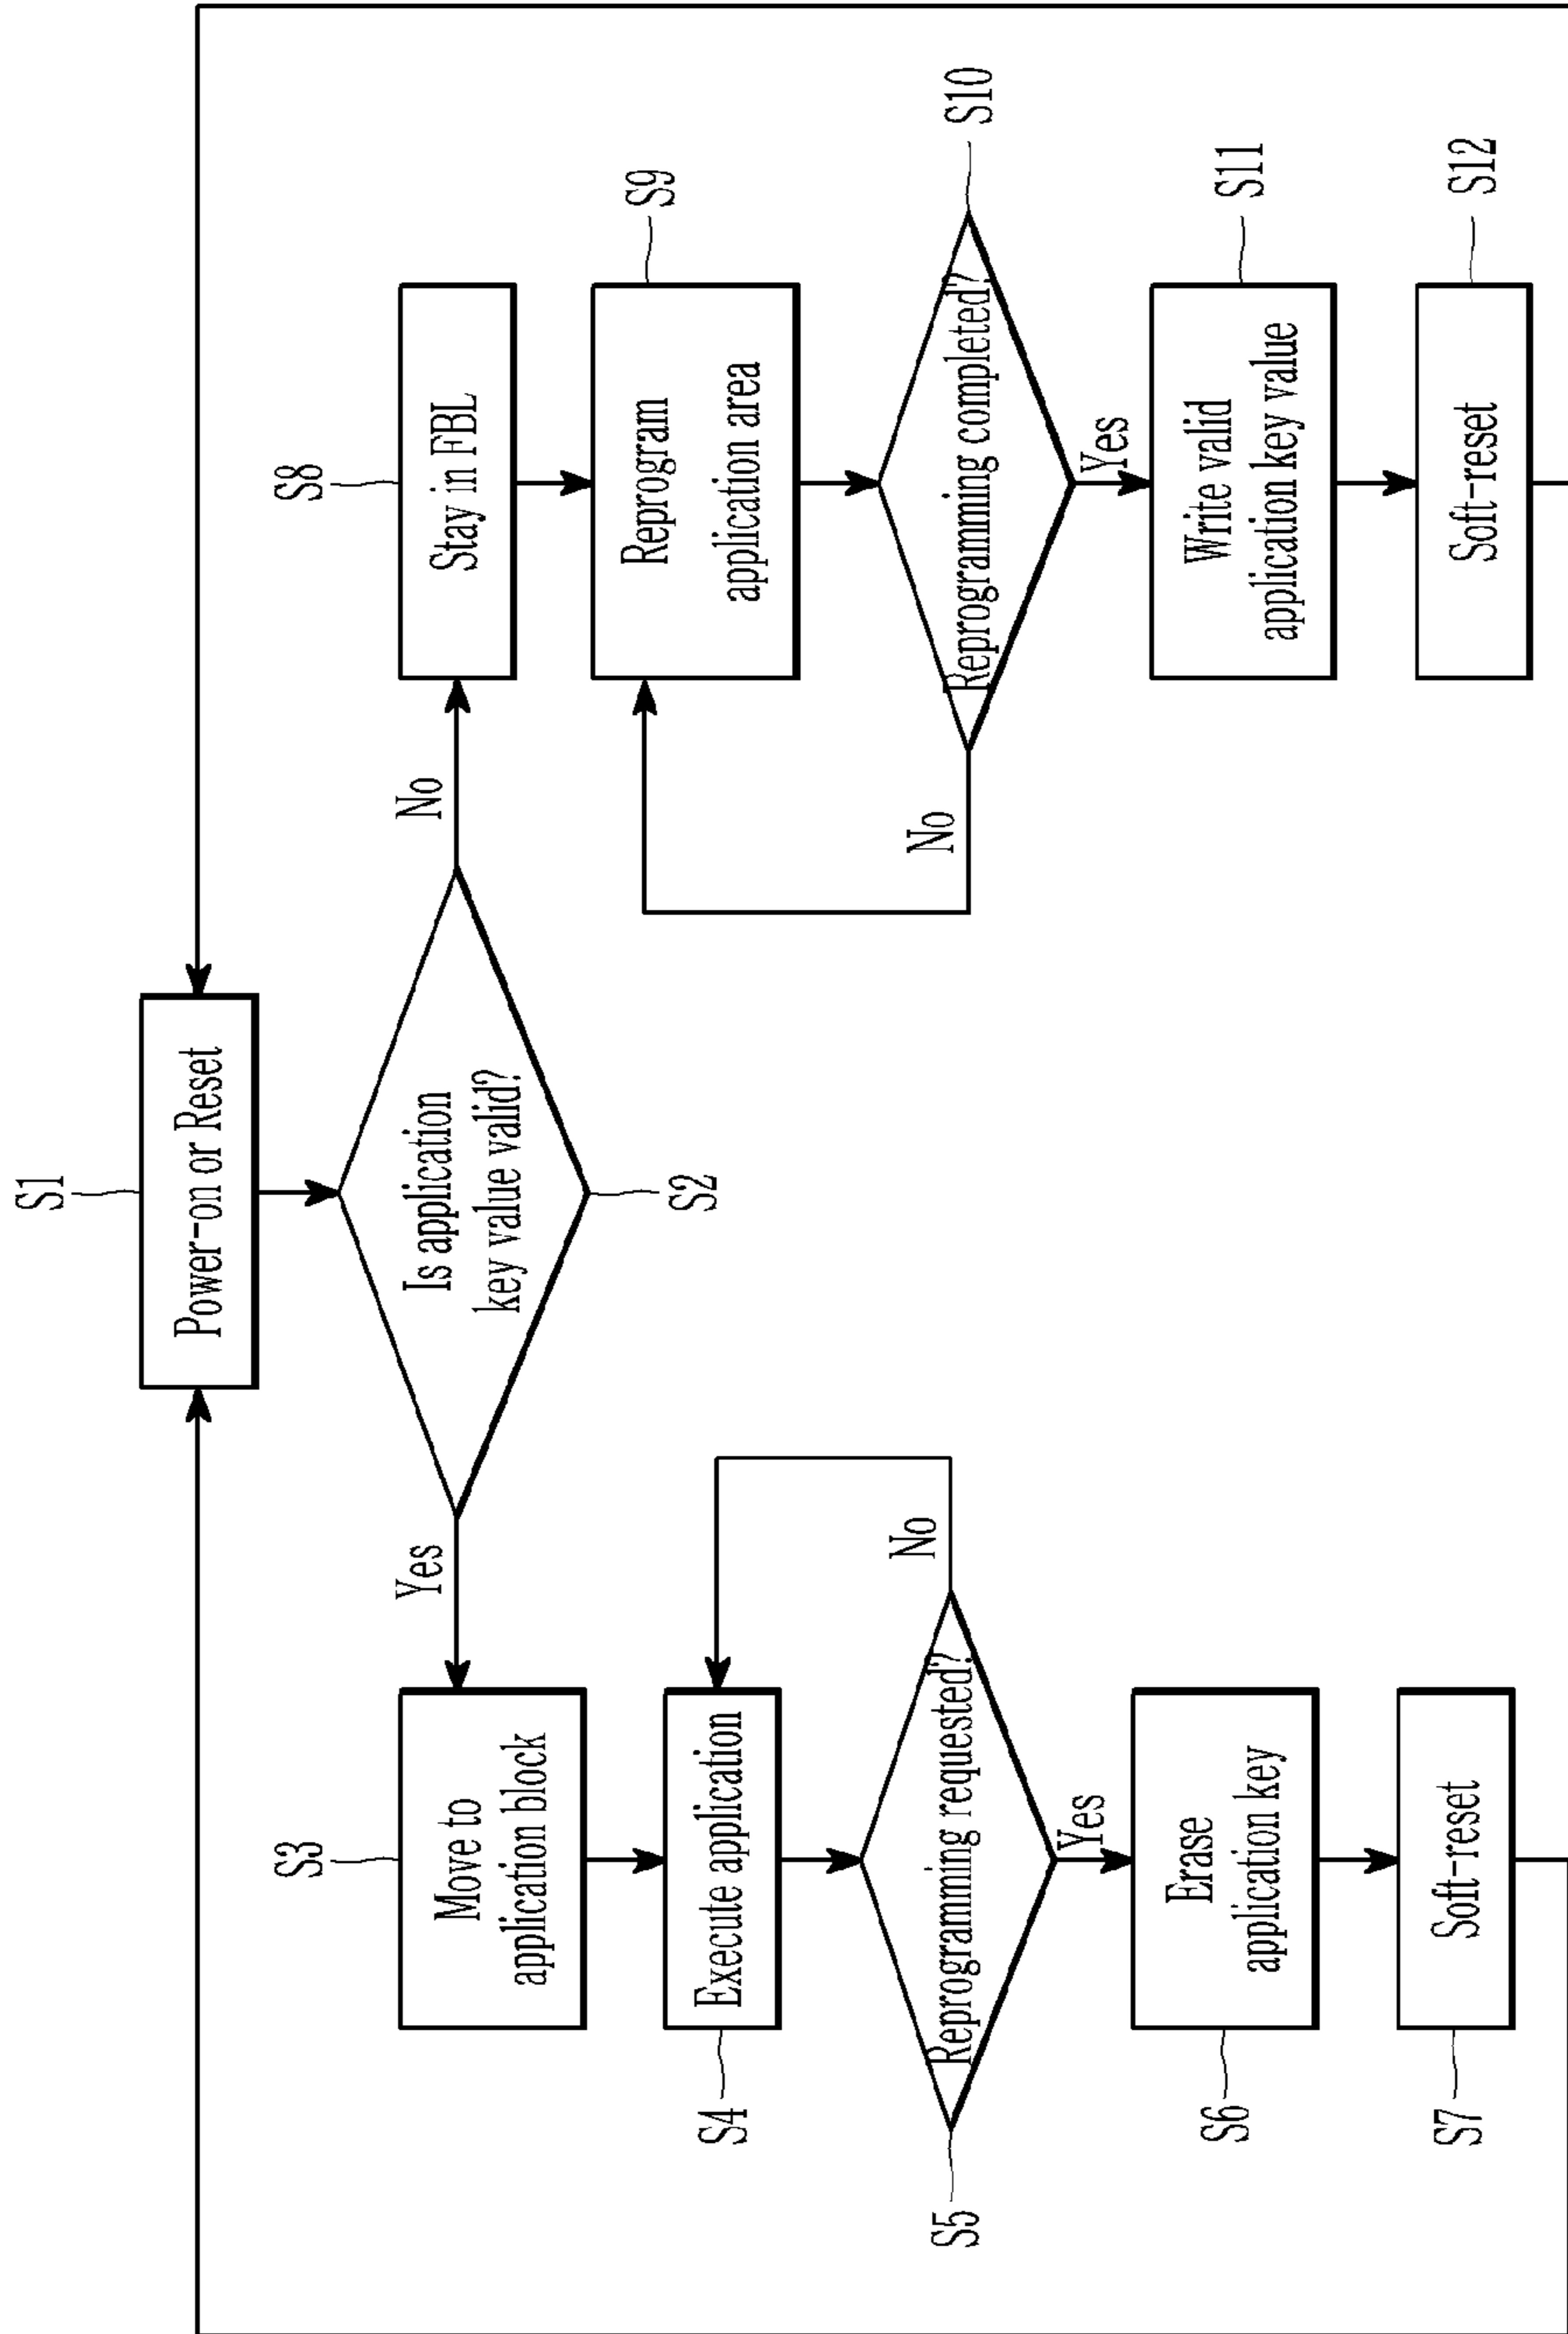 S1
Power-on or Reset
Is application
key value valid?
S2
Yes
No
S3
Move to
application block
S4
Execute application
S5
Reprogramming requested?
No
Yes
S6
Erase
application key
S7
Soft-reset
S8
Stay in FBL
S9
Reprogram
application area
S10
Reprogramming completed?
No
Yes
S11
Write valid
application key value
S12
Soft-reset